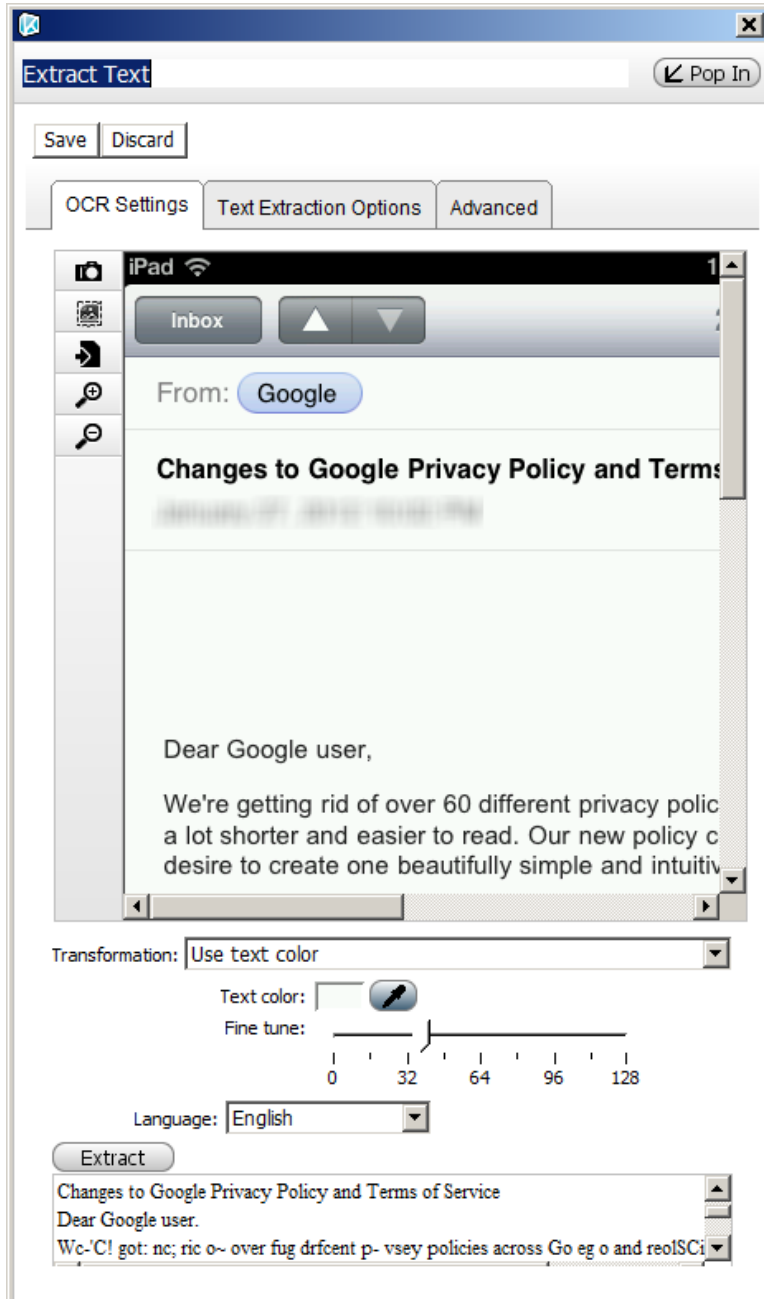 Extract Text
Pop In
Save Discard
OCR Settings Text Extraction Options Advanced
iPad 1
Inbox
From: Google
Changes to Google Privacy Policy and Terms
Dear Google user,
We're getting rid of over 60 different privacy polic
a lot shorter and easier to read. Our new policy c
desire to create one beautifully simple and intuitiv
Transformation: Use text color
Text color:
Fine tune:
0 32 64 96 128
Language: English
Extract
Changes to Google Privacy Policy and Terms of Service
Dear Google user.
Wc-'C! got: nc; ric o~ over fug drfcent p- vsey policies across Go eg o and reolSCi